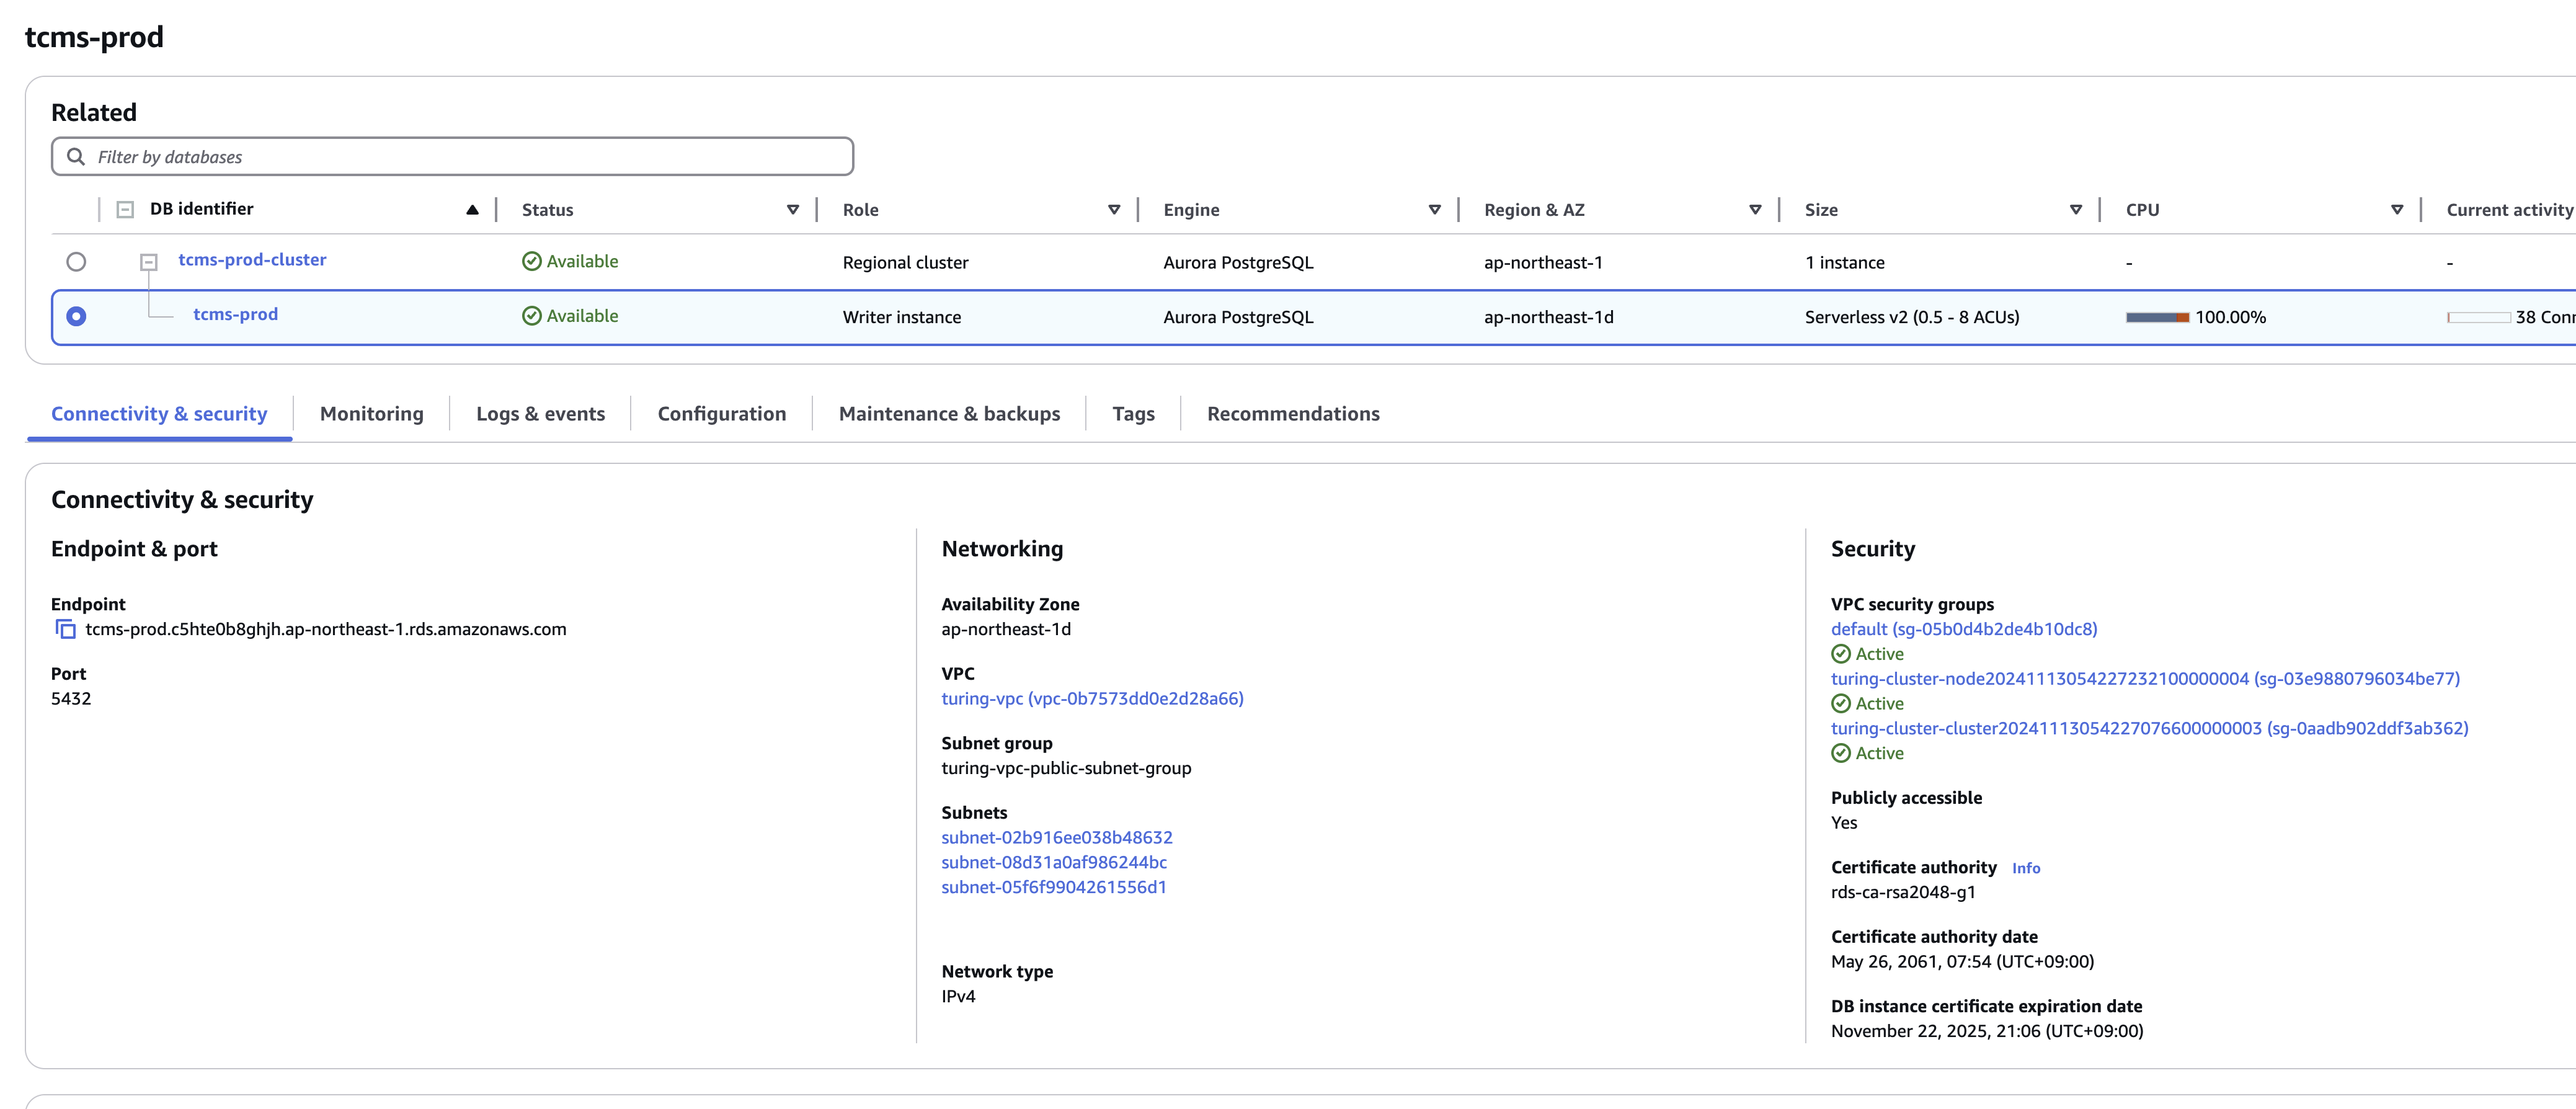 tcms-prod
Related
Filter by databases
DB identifier Status Role Engine Region & AZ Size CPU Current activity
tcms-prod-cluster Available Regional cluster Aurora PostgreSQL ap-northeast-1 1 instance - -
tcms-prod Available Writer instance Aurora PostgreSQL ap-northeast-1d Serverless v2 (0.5 - 8 ACUs) 100.00% 38 Conn
Connectivity & security Monitoring Logs & events Configuration Maintenance & backups Tags Recommendations
Connectivity & security
Endpoint & port
Endpoint
tcms-prod.c5hte0b8ghjh.ap-northeast-1.rds.amazonaws.com
Port
5432
Networking
Availability Zone
ap-northeast-1d
VPC
turing-vpc (vpc-0b7573dd0e2d28a66)
Subnet group
turing-vpc-public-subnet-group
Subnets
subnet-02b916ee038b48632
subnet-08d31a0af986244bc
subnet-05f6f9904261556d1
Network type
IPv4
Security
VPC security groups
default (sg-05b0d4b2de4b10dc8)
Active
turing-cluster-node20241113054227232100000004 (sg-03e9880796034be77)
Active
turing-cluster-cluster20241113054227076600000003 (sg-0aadb902ddf3ab362)
Active
Publicly accessible
Yes
Certificate authority Info
rds-ca-rsa2048-g1
Certificate authority date
May 26, 2061, 07:54 (UTC+09:00)
DB instance certificate expiration date
November 22, 2025, 21:06 (UTC+09:00)